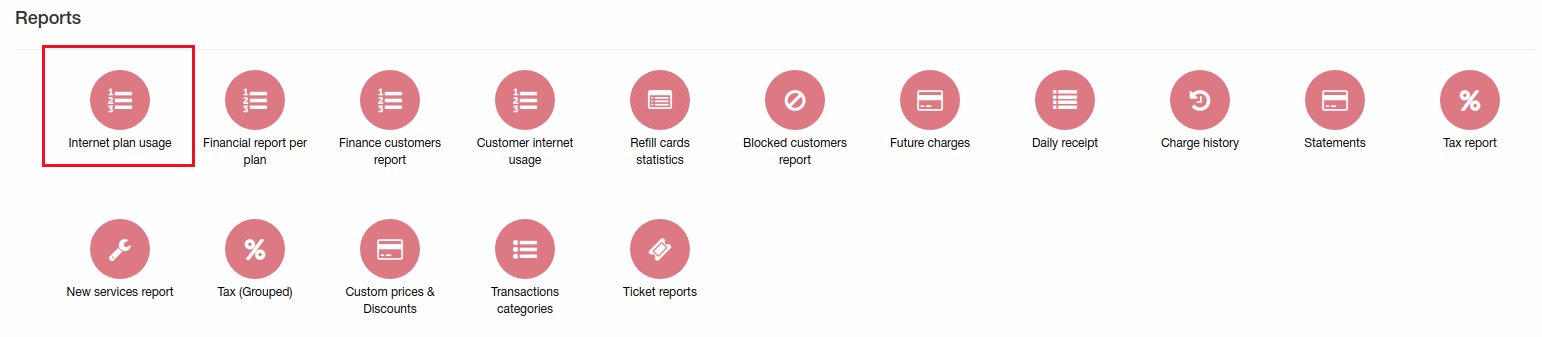 Reports
Internet plan usage
Financial report per
plan
Finance customers
report
Customer internet
usage
Refill cards
statistics
Blocked customers
report
Future charges
Daily receipt
Charge history
Statements
Tax report
New services report
Tax (Grouped)
Custom prices &
Discounts
Transactions
categories
Ticket reports